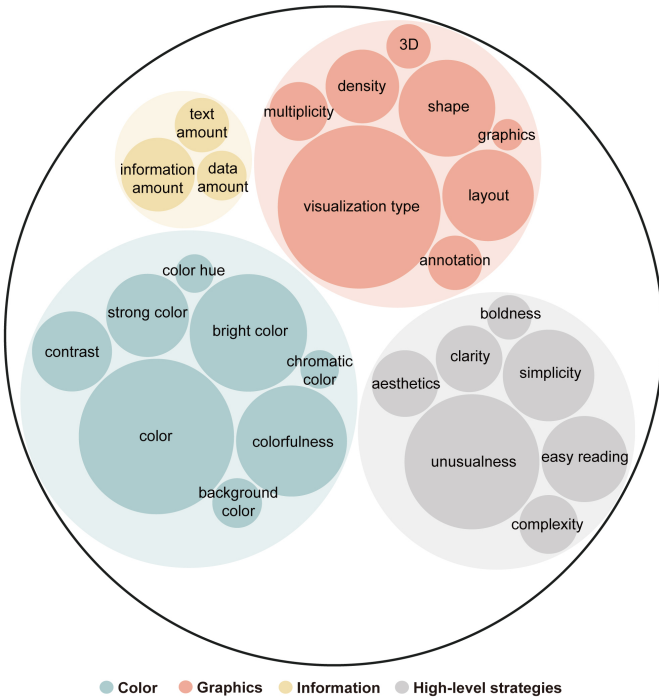 3D
density
multiplicity
shape
graphics
visualization type
layout
annotation
text
amount
information
amount
data
amount
color hue
strong color
bright color
contrast
chromatic
color
color
colorfulness
background
color
boldness
clarity
simplicity
aesthetics
unusualness
easy reading
complexity
Color Graphics Information High-level strategies